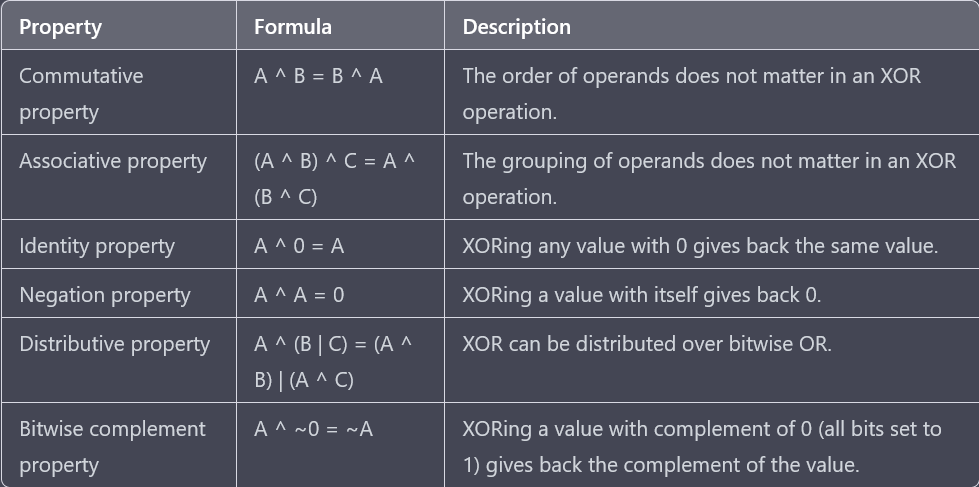 Property Formula Description
Commutative property A ^ B = B ^ A The order of operands does not matter in an XOR operation.
Associative property (A ^ B) ^ C = A ^ (B ^ C) The grouping of operands does not matter in an XOR operation.
Identity property A ^ 0 = A XORing any value with 0 gives back the same value.
Negation property A ^ A = 0 XORing a value with itself gives back 0.
Distributive property A ^ (B | C) = (A ^ B) | (A ^ C) XOR can be distributed over bitwise OR.
Bitwise complement property A ^ ~0 = ~A XORing a value with complement of 0 (all bits set to 1) gives back the complement of the value.